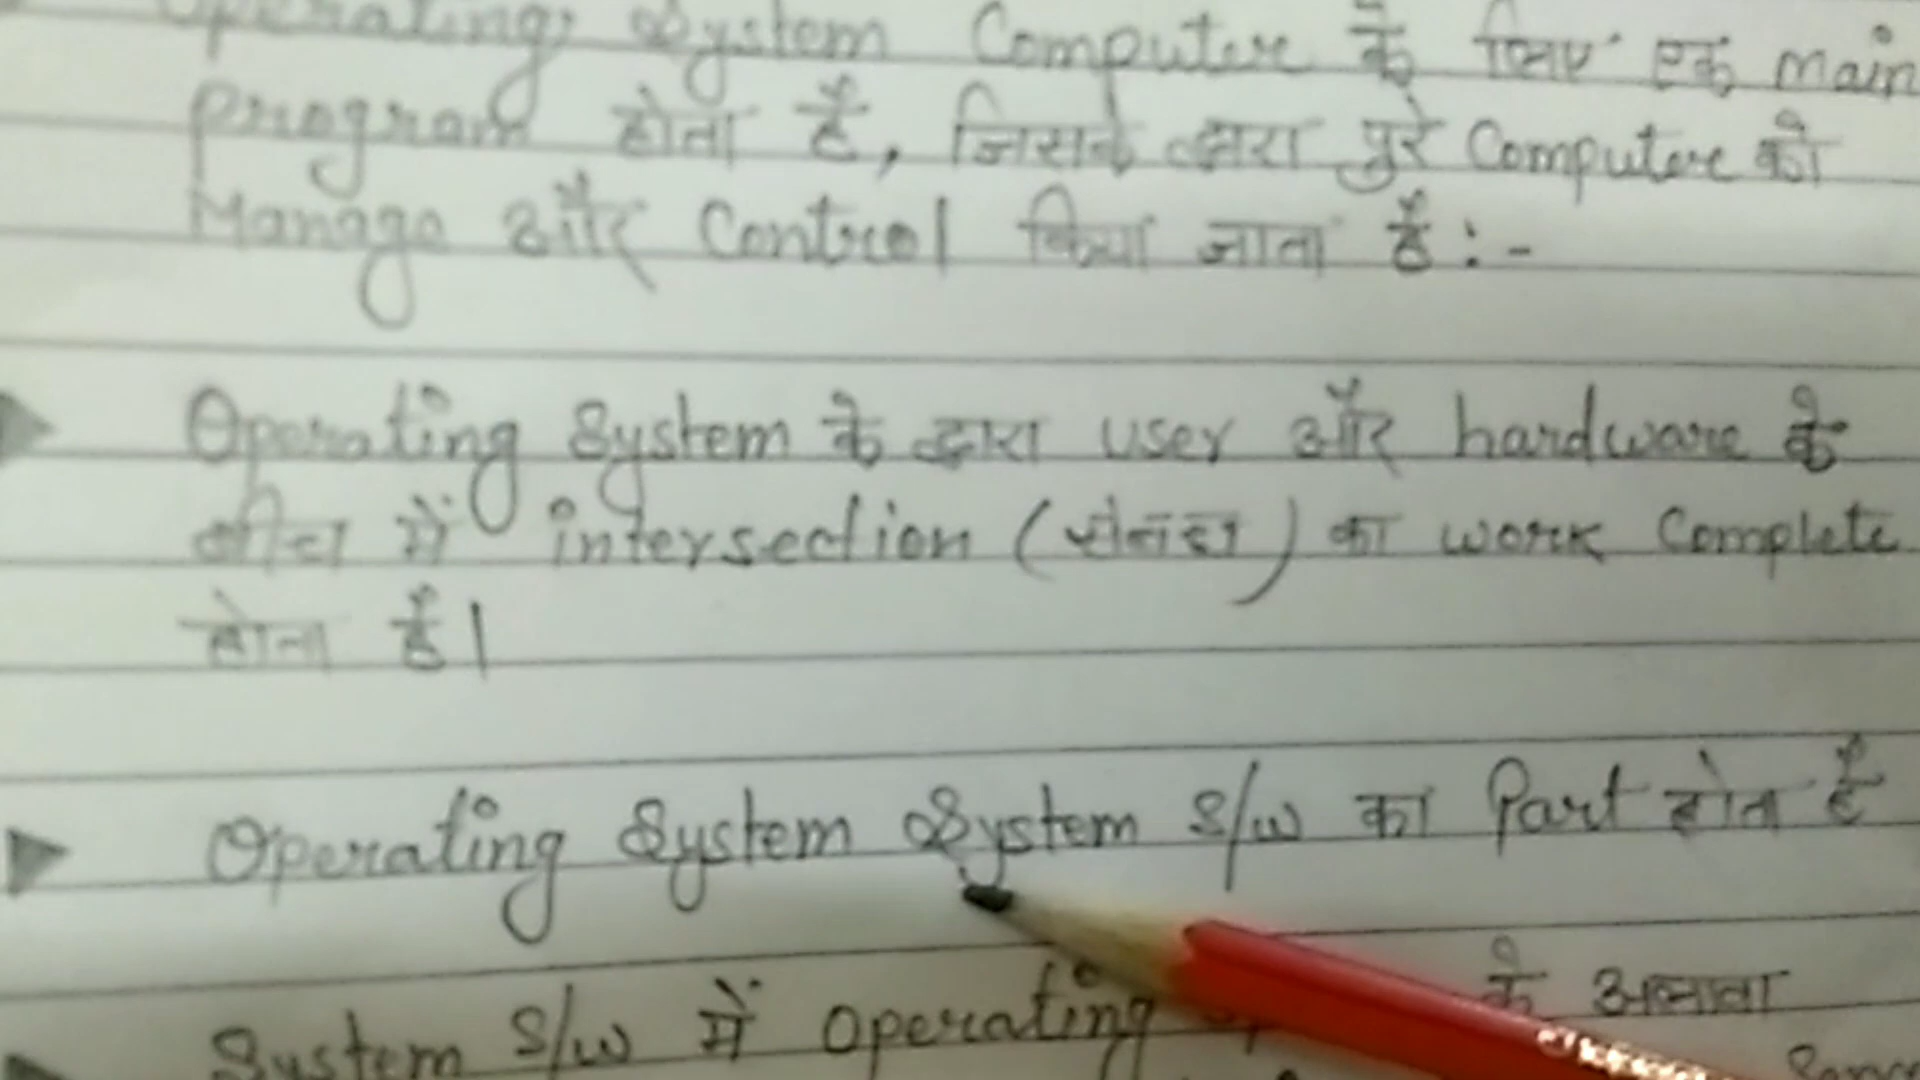 Operating System Computer के लिए एक main
program होता है, जिसके द्वारा पुरे Computer को
Manage और Control किया जाता है :-
Operating System के द्वारा user और hardware के
बीच में intersection ( ) का work Complete
होता है।
Operating System System S/w का Part होता है
System S/w में Operating के अलावा